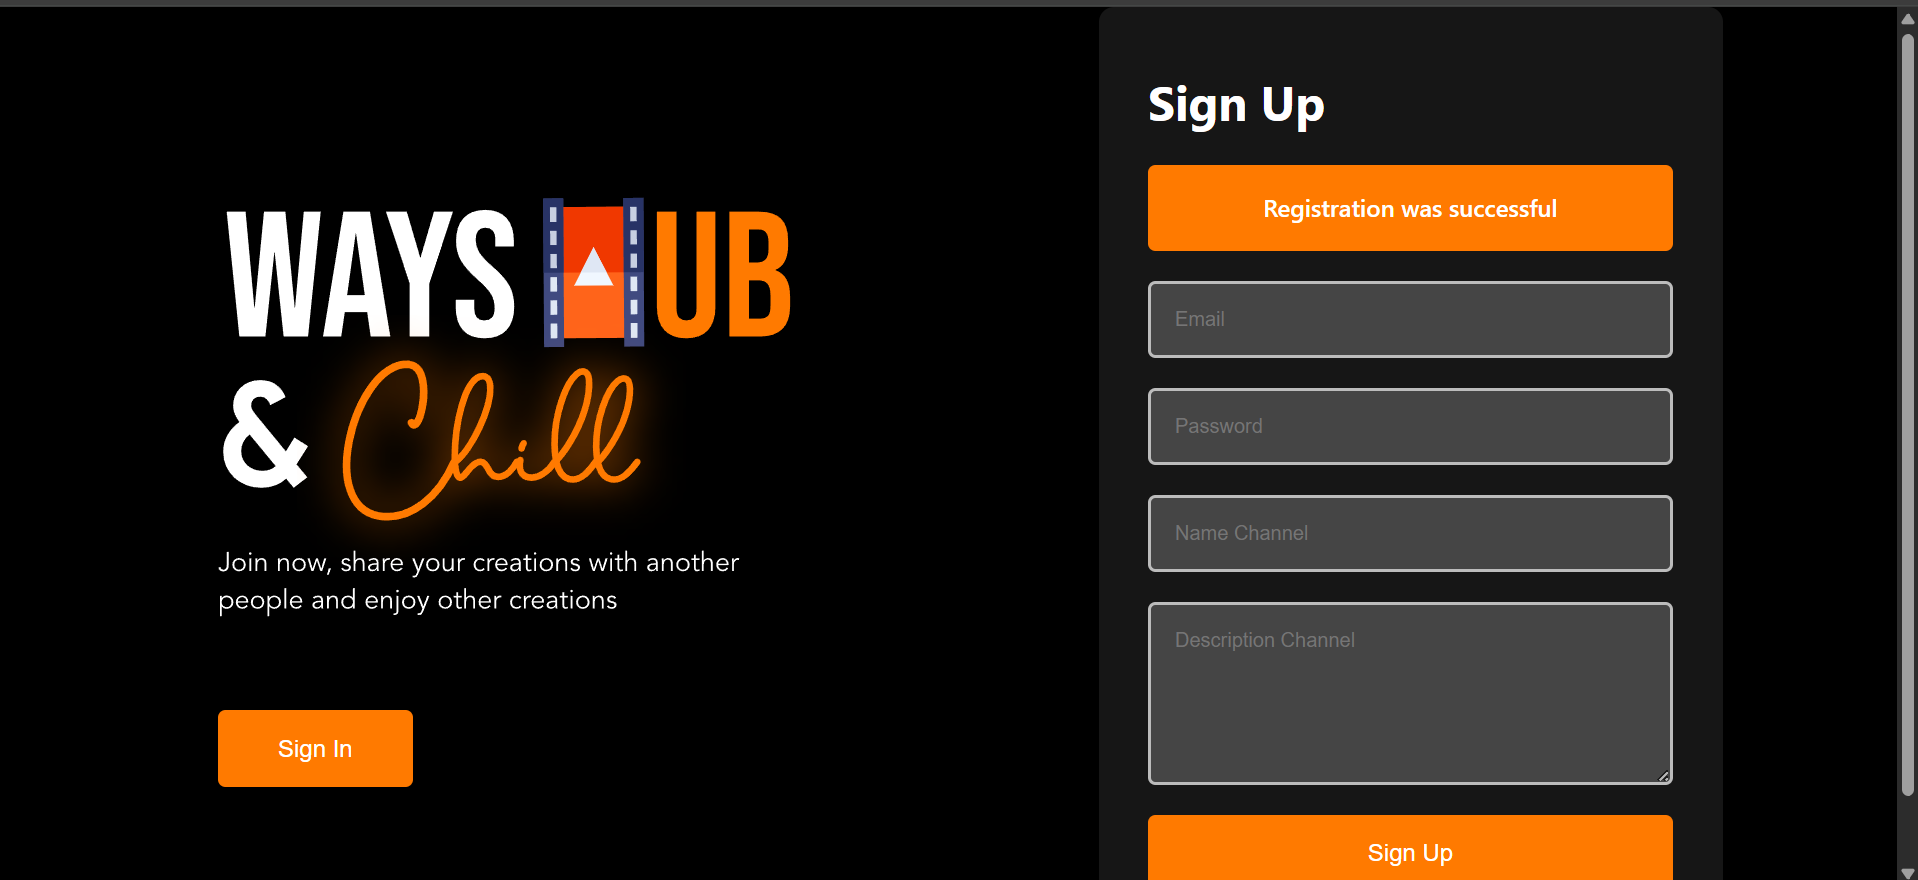 WAYS HUB
& Chill
Join now, share your creations with another
people and enjoy other creations
Sign In
Sign Up
Registration was successful
Email
Password
Name Channel
Description Channel
Sign Up